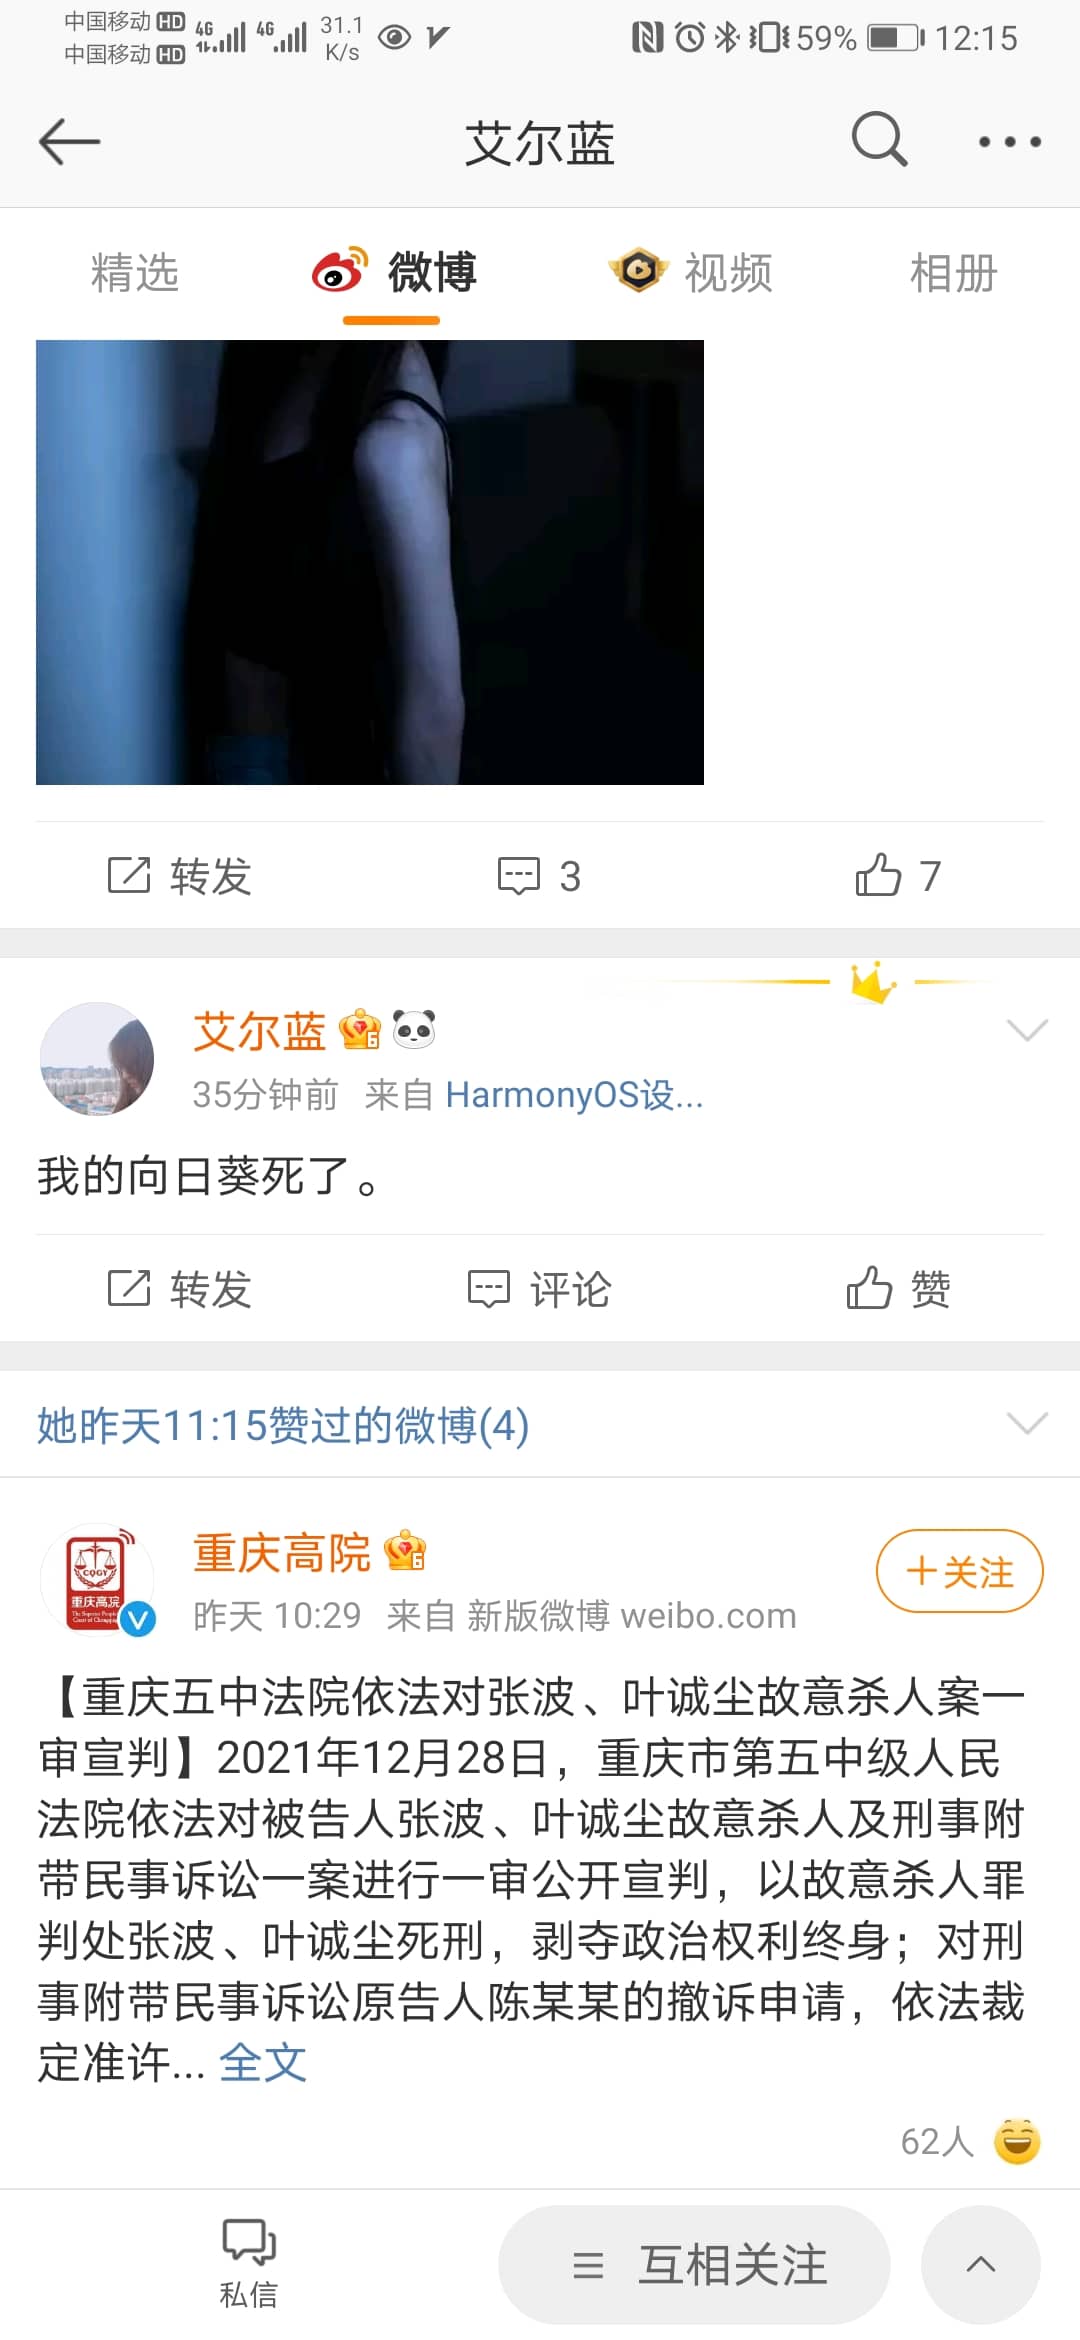 中国移动 HD 4G 4G 31.1 K/s 59% 12:15
中国移动 HD
艾尔蓝
精选 微博 视频 相册
转发 3 7
艾尔蓝
35分钟前 来自 HarmonyOS设...
我的向日葵死了。
转发 评论 赞
她昨天11:15赞过的微博(4)
重庆高院
昨天 10:29 来自 新版微博 weibo.com
+关注
CQGY
重庆高院
【重庆五中法院依法对张波、叶诚尘故意杀人案一
审宣判】2021年12月28日，重庆市第五中级人民
法院依法对被告人张波、叶诚尘故意杀人及刑事附
带民事诉讼一案进行一审公开宣判，以故意杀人罪
判处张波、叶诚尘死刑，剥夺政治权利终身；对刑
事附带民事诉讼原告人陈某某的撤诉申请，依法裁
定准许... 全文
62人
私信 互相关注